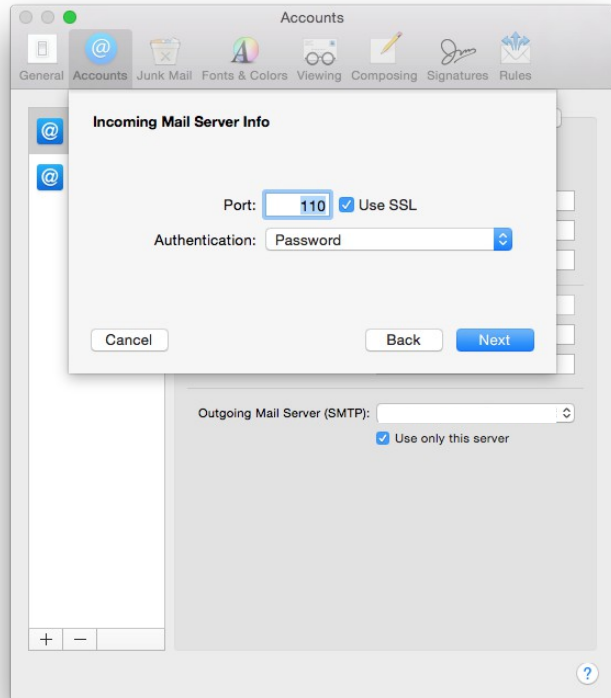 Accounts
General Accounts Junk Mail Fonts & Colors Viewing Composing Signatures Rules
Incoming Mail Server Info
Port: 110 Use SSL
Authentication: Password
Cancel Back Next
Outgoing Mail Server (SMTP):
Use only this server
+ −
?